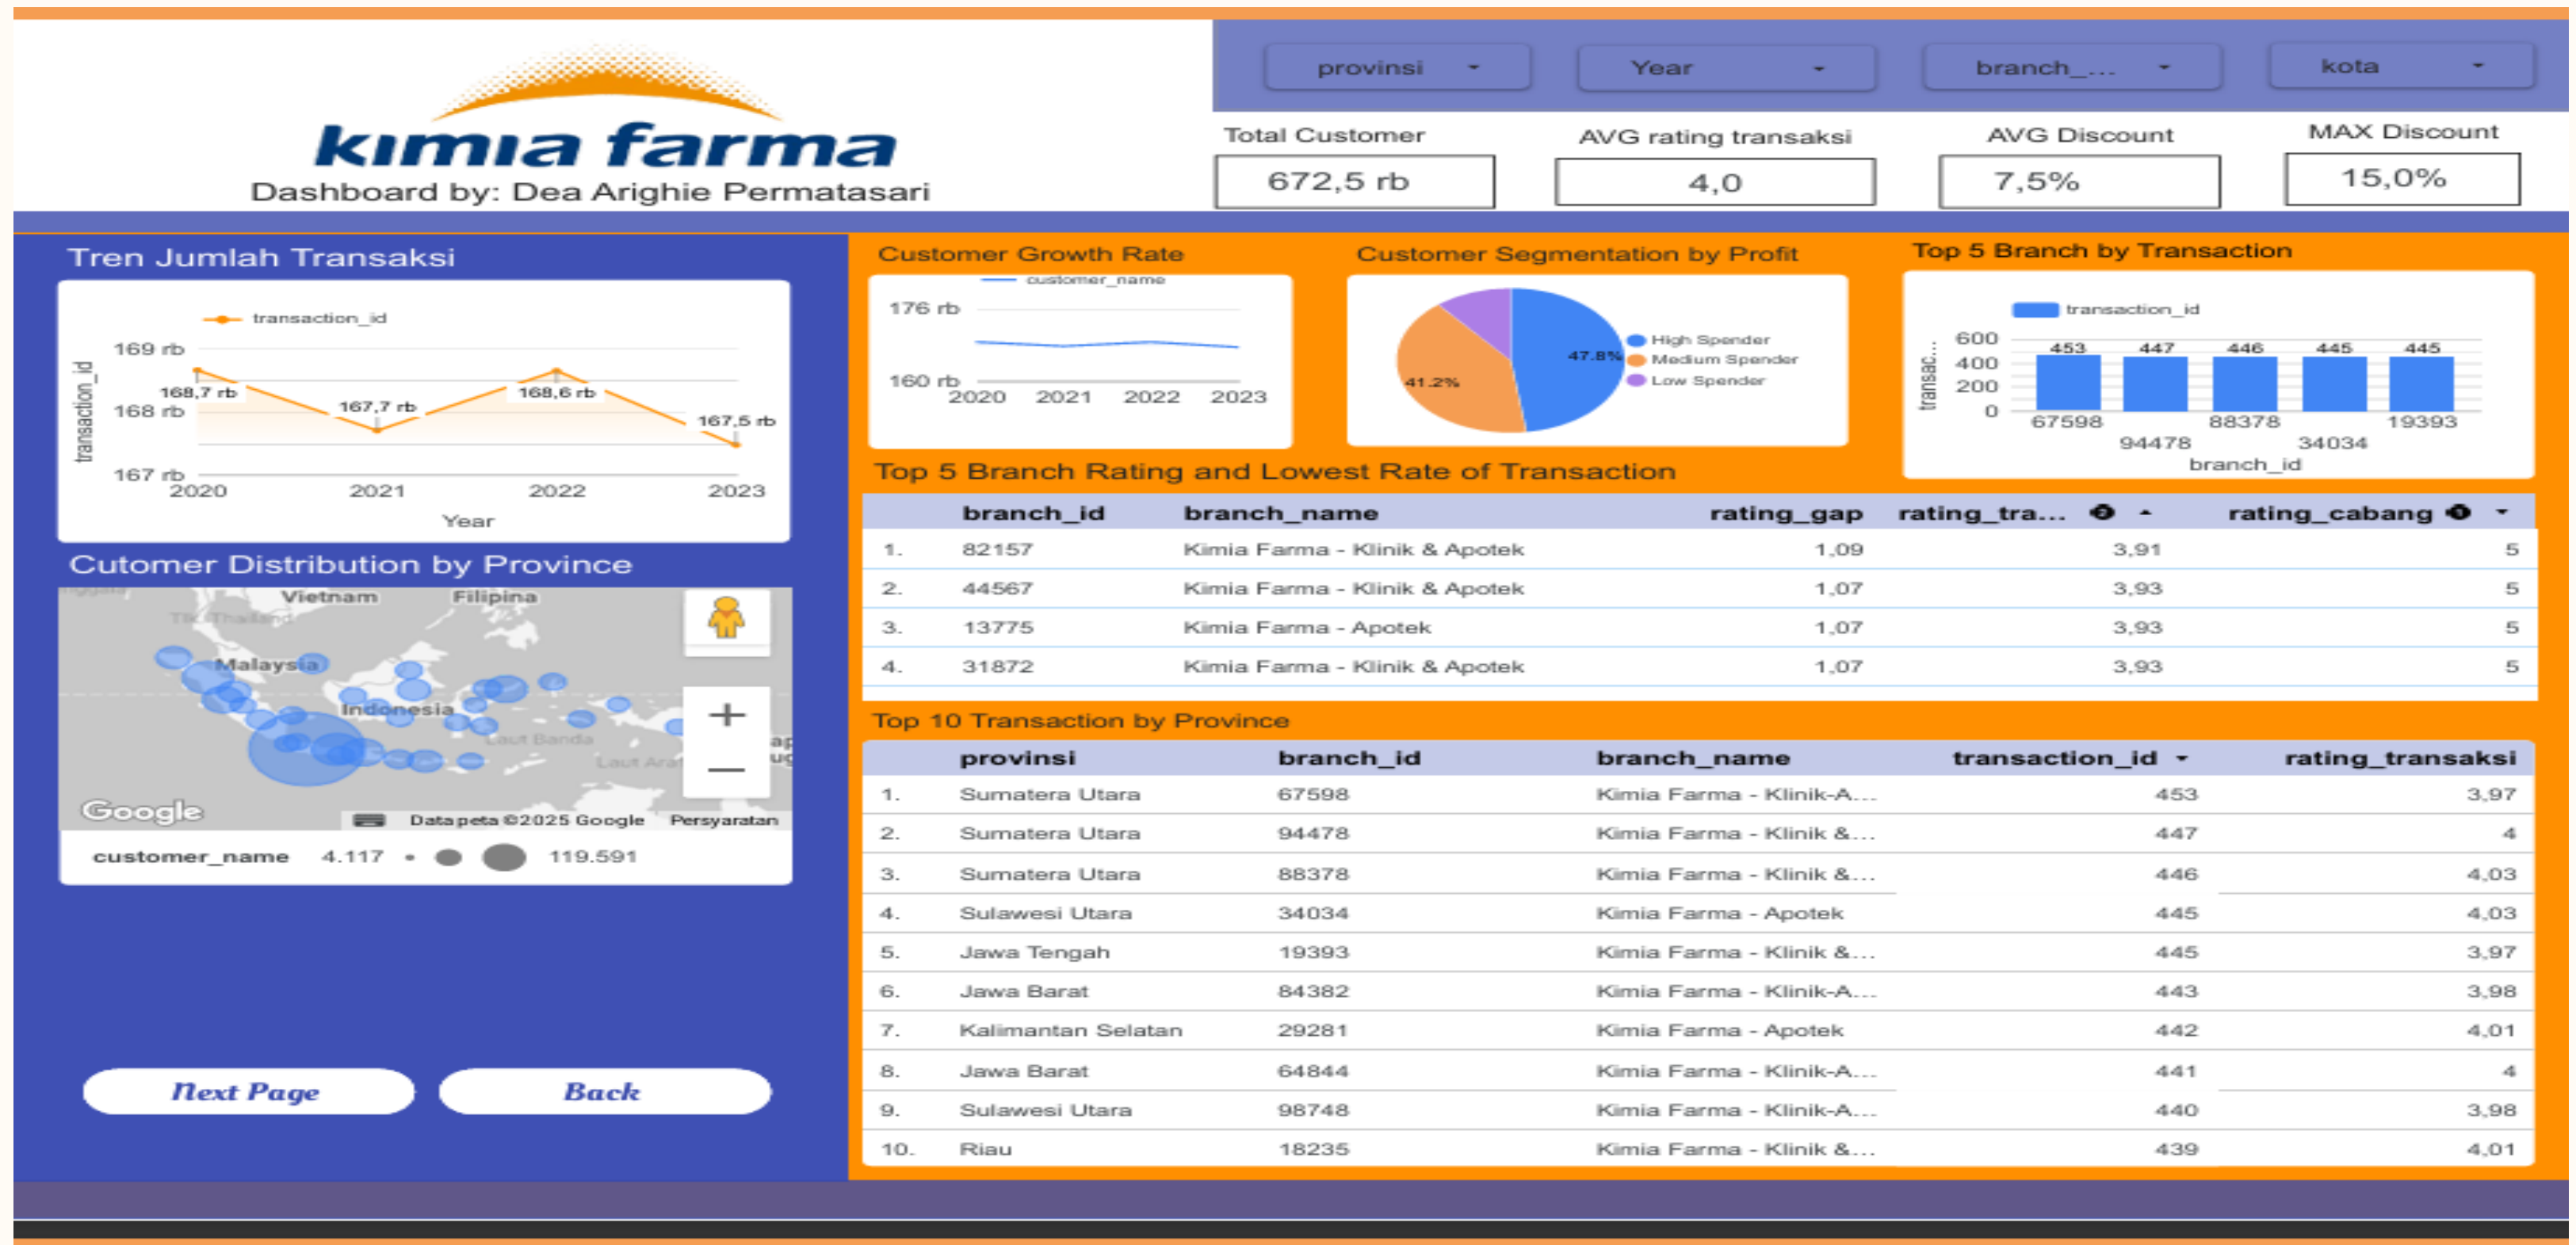 kimia farma
Dashboard by: Dea Arighie Permatasari
provinsi
Year
branch_...
kota
Total Customer
672,5 rb
AVG rating transaksi
4,0
AVG Discount
7,5%
MAX Discount
15,0%
Tren Jumlah Transaksi
transaction_id
169 rb
168 rb
167 rb
168,7 rb
167,7 rb
168,6 rb
167,5 rb
transaction_id
2020 2021 2022 2023
Year
Cutomer Distribution by Province
Vietnam
Filipina
Malaysia
Indonesia
Laut Banda
Google
Data peta ©2025 Google
Persyaratan
customer_name 4.117 119.591
Next Page
Back
Customer Growth Rate
customer_name
176 rb
160 rb
2020 2021 2022 2023
Customer Segmentation by Profit
47.8%
41.2%
High Spender
Medium Spender
Low Spender
Top 5 Branch by Transaction
transaction_id
transac...
600
400
200
0
453 447 446 445 445
67598 94478 88378 34034 19393
branch_id
Top 5 Branch Rating and Lowest Rate of Transaction
branch_id branch_name rating_gap rating_tra... rating_cabang
1. 82157 Kimia Farma - Klinik & Apotek 1,09 3,91 5
2. 44567 Kimia Farma - Klinik & Apotek 1,07 3,93 5
3. 13775 Kimia Farma - Apotek 1,07 3,93 5
4. 31872 Kimia Farma - Klinik & Apotek 1,07 3,93 5
Top 10 Transaction by Province
provinsi branch_id branch_name transaction_id rating_transaksi
1. Sumatera Utara 67598 Kimia Farma - Klinik-A... 453 3,97
2. Sumatera Utara 94478 Kimia Farma - Klinik &... 447 4
3. Sumatera Utara 88378 Kimia Farma - Klinik &... 446 4,03
4. Sulawesi Utara 34034 Kimia Farma - Apotek 445 4,03
5. Jawa Tengah 19393 Kimia Farma - Klinik &... 445 3,97
6. Jawa Barat 84382 Kimia Farma - Klinik-A... 443 3,98
7. Kalimantan Selatan 29281 Kimia Farma - Apotek 442 4,01
8. Jawa Barat 64844 Kimia Farma - Klinik-A... 441 4
9. Sulawesi Utara 98748 Kimia Farma - Klinik-A... 440 3,98
10. Riau 18235 Kimia Farma - Klinik &... 439 4,01